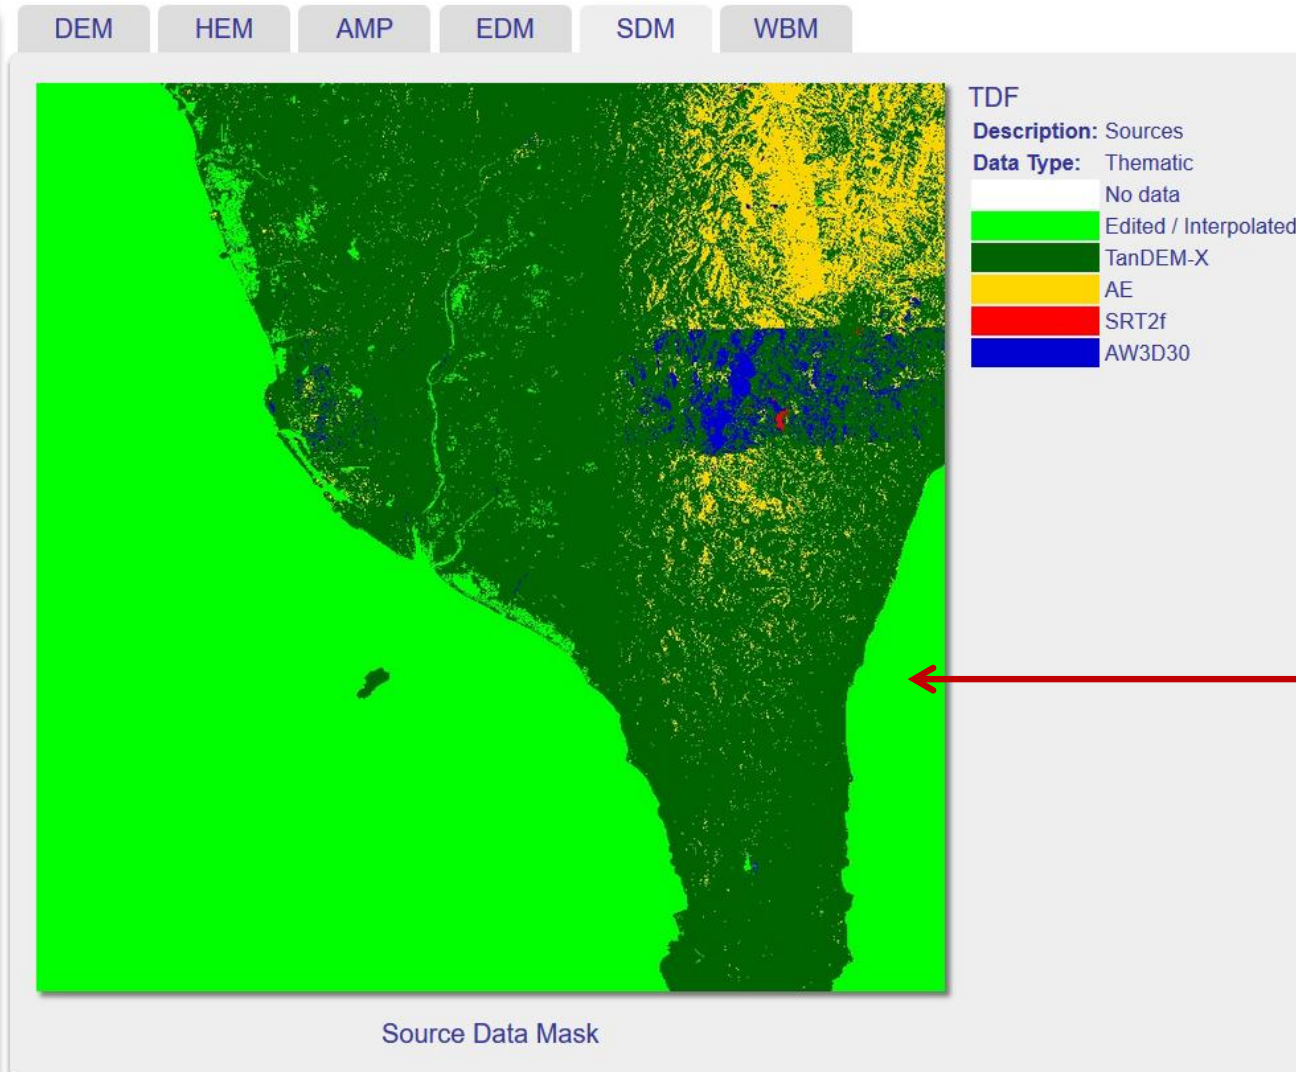 DEM HEM AMP EDM SDM WBM
TDF
Description: Sources
Data Type: Thematic
No data
Edited / Interpolated
TanDEM-X
AE
SRT2f
AW3D30
Source Data Mask